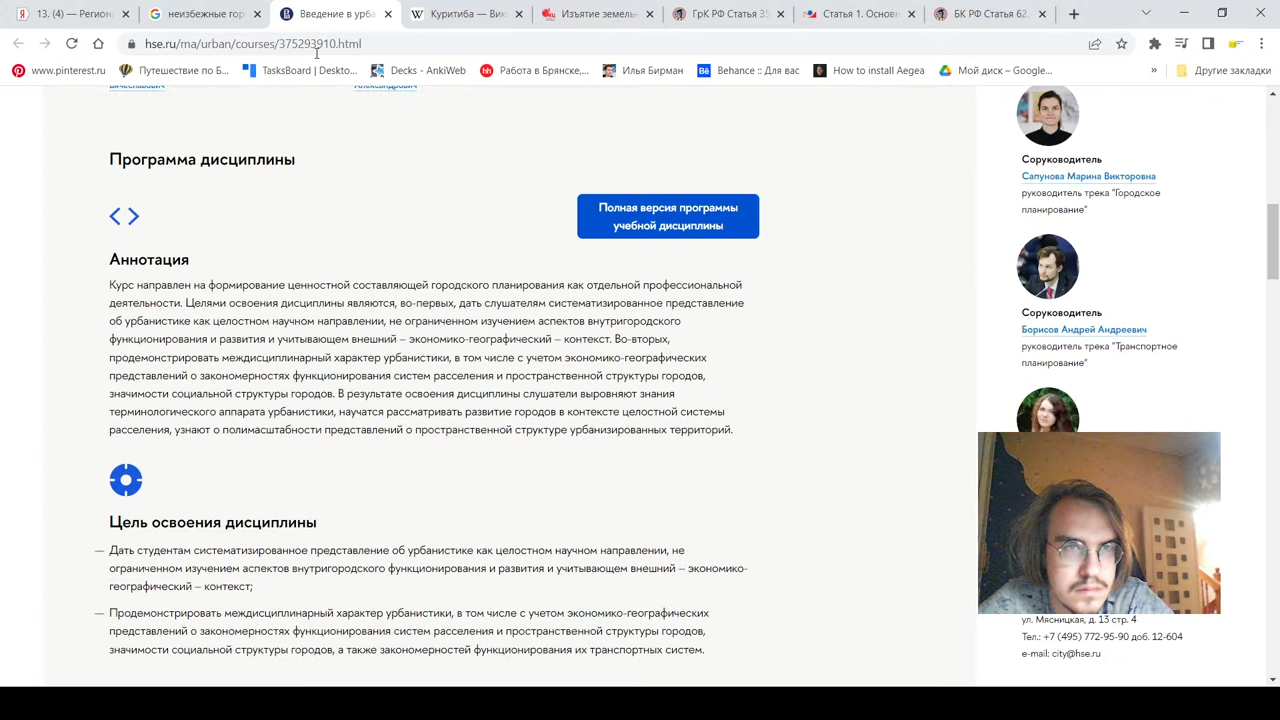 13. (4) — Регион
неизбежные гор
Введение в урба
Куритиба — Вик
Изъятие земель
ГрК РФ Статья 35
Статья 1. Основн
БК РФ Статья 62.
hse.ru/ma/urban/courses/375293910.html
www.pinterest.ru
Путешествие по Б...
TasksBoard | Deskto...
Decks - AnkiWeb
Работа в Брянске,...
Илья Бирман
Behance :: Для вас
How to install Aegea
Мой диск – Google...
»
Другие закладки
Вячеславович
Александрович
Программа дисциплины
Полная версия программы
учебной дисциплины
Аннотация
Курс направлен на формирование ценностной составляющей городского планирования как отдельной профессиональной
деятельности. Целями освоения дисциплины являются, во-первых, дать слушателям систематизированное представление
об урбанистике как целостном научном направлении, не ограниченном изучением аспектов внутригородского
функционирования и развития и учитывающем внешний – экономико-географический – контекст. Во-вторых,
продемонстрировать междисциплинарный характер урбанистики, в том числе с учетом экономико-географических
представлений о закономерностях функционирования систем расселения и пространственной структуры городов,
значимости социальной структуры городов. В результате освоения дисциплины слушатели выровняют знания
терминологического аппарата урбанистики, научатся рассматривать развитие городов в контексте целостной системы
расселения, узнают о полимасштабности представлений о пространственной структуре урбанизированных территорий.
Цель освоения дисциплины
— Дать студентам систематизированное представление об урбанистике как целостном научном направлении, не
ограниченном изучением аспектов внутригородского функционирования и развития и учитывающем внешний – экономико-
географический – контекст;
— Продемонстрировать междисциплинарный характер урбанистики, в том числе с учетом экономико-географических
представлений о закономерностях функционирования систем расселения и пространственной структуры городов,
значимости социальной структуры городов, а также закономерностей функционирования их транспортных систем.
Соруководитель
Сапунова Марина Викторовна
руководитель трека "Городское
планирование"
Соруководитель
Борисов Андрей Андреевич
руководитель трека "Транспортное
планирование"
ул. Мясницкая, д. 13 стр. 4
Тел.: +7 (495) 772-95-90 доб. 12-604
e-mail: city@hse.ru